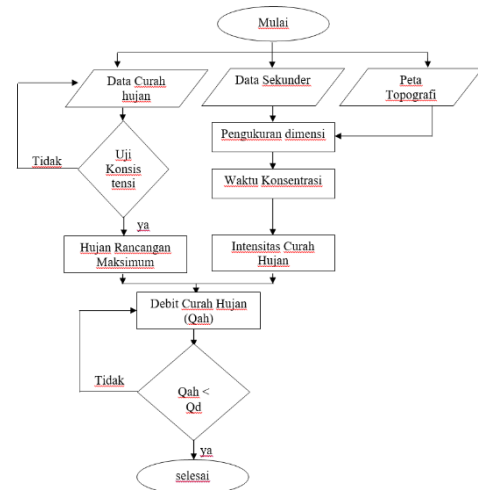 Mulai
Data Curah
hujan
Data Sekunder
Peta
Topografi
Pengukuran dimensi
Tidak
Uji
Konsis
tensi
Waktu Konsentrasi
ya
Hujan Rancangan
Maksimum
Intensitas Curah
Hujan
Debit Curah Hujan
(Qah)
Tidak
Qah <
Qd
ya
selesai